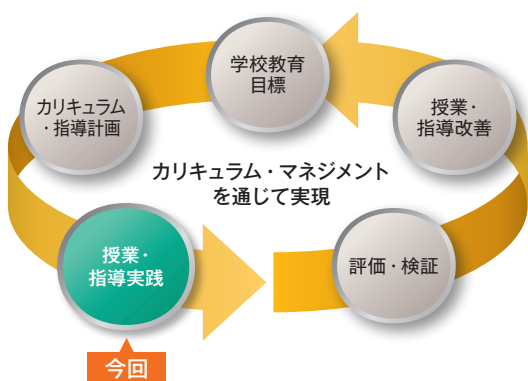 学校教育
目標
カリキュラム
・指導計画
授業・
指導改善
カリキュラム・マネジメント
を通じて実現
授業・
指導実践
評価・検証
今回